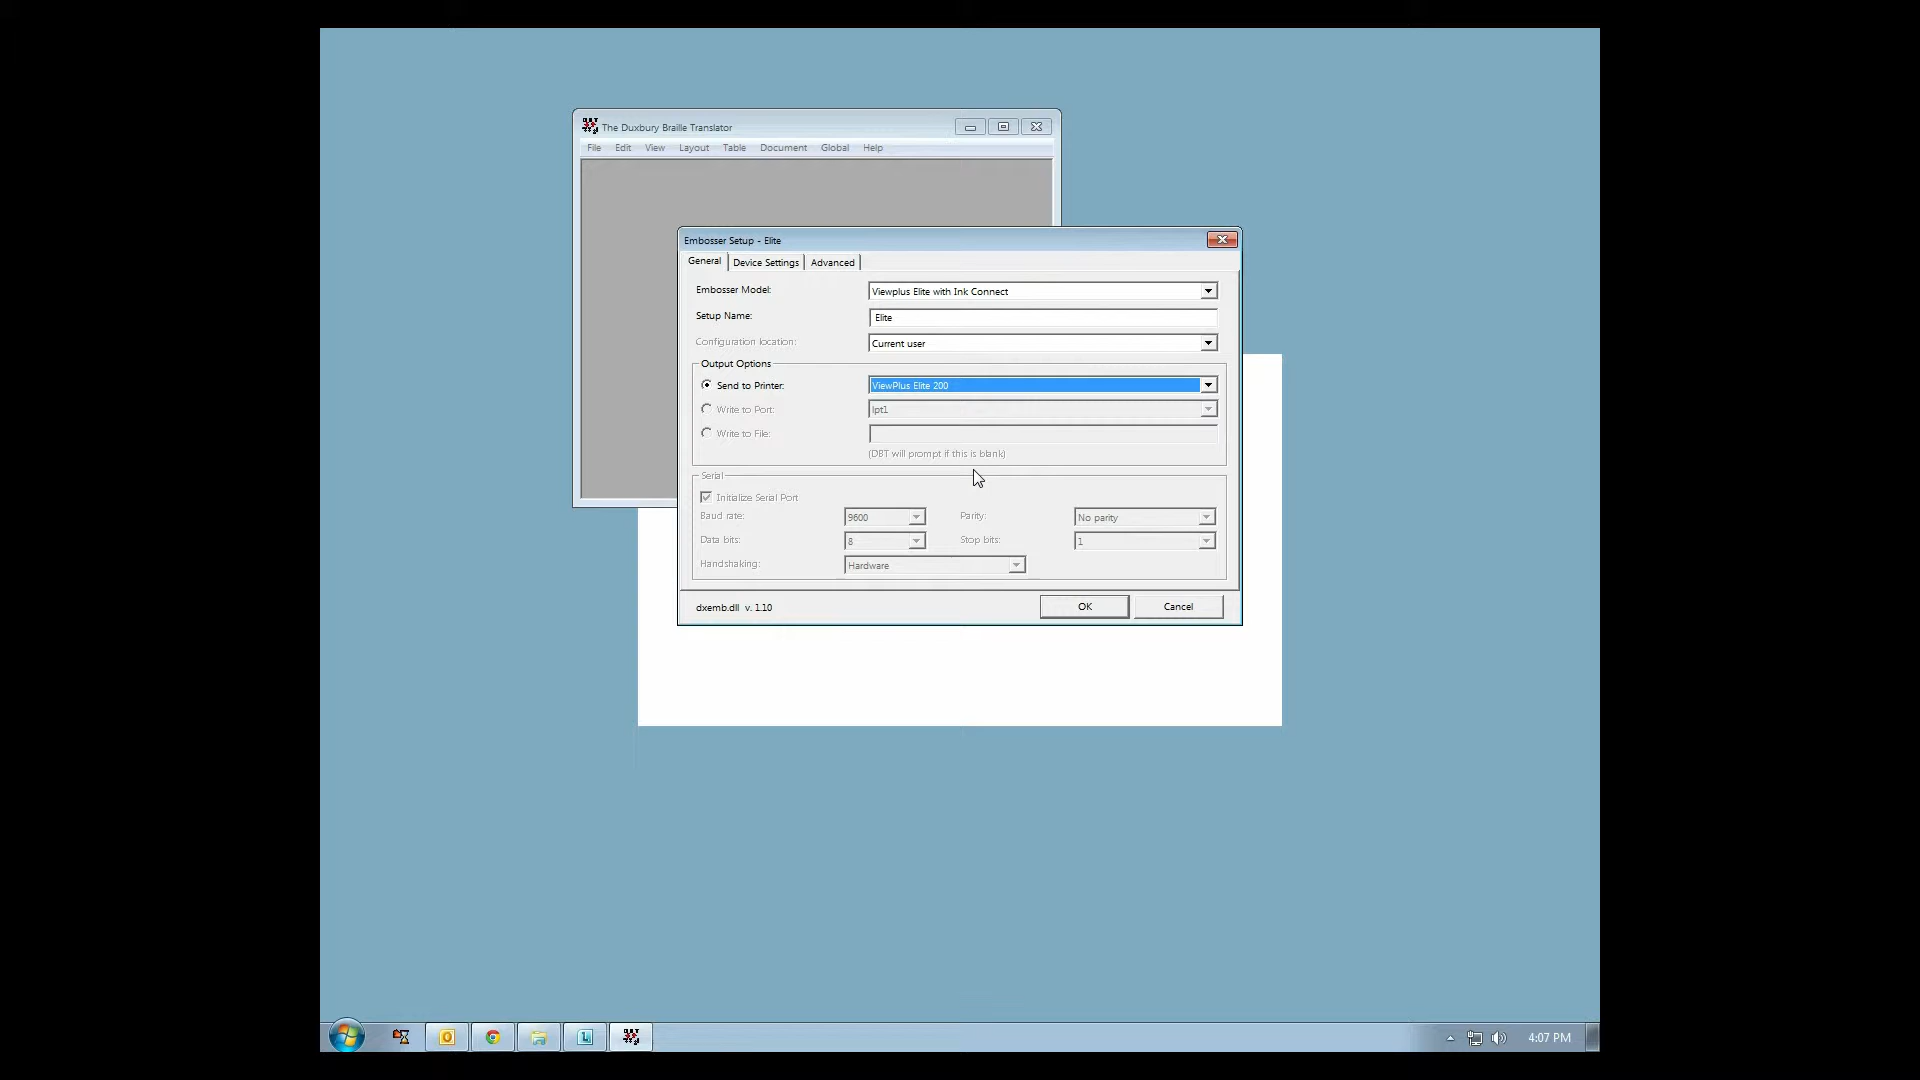 The Duxbury Braille Translator
File Edit View Layout Table Document Global Help
Embosser Setup - Elite
General Device Settings Advanced
Embosser Model: Viewplus Elite with Ink Connect
Setup Name: Elite
Configuration location: Current user
Output Options
Send to Printer: ViewPlus Elite 200
Write to Port: lpt1
Write to File:
(DBT will prompt if this is blank)
Serial
Initialize Serial Port
Baud rate: 9600 Parity: No parity
Data bits: 8 Stop bits: 1
Handshaking: Hardware
dxemb.dll v. 1.10 OK Cancel
4:07 PM